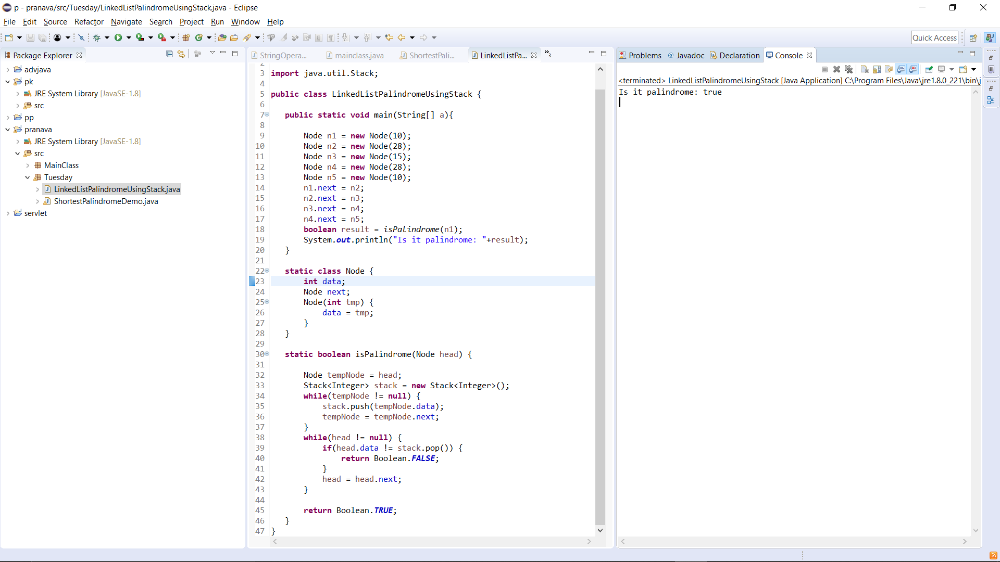 p - pranava/src/Tuesday/LinkedListPalindromeUsingStack.java - Eclipse
File Edit Source Refactor Navigate Search Project Run Window Help
Quick Access
Package Explorer
advjava
pk
JRE System Library [JavaSE-1.8]
src
pp
pranava
JRE System Library [JavaSE-1.8]
src
MainClass
Tuesday
LinkedListPalindromeUsingStack.java
ShortestPalindromeDemo.java
servlet
StringOpera... mainclass.java ShortestPali... LinkedListPa... »3
3 import java.util.Stack;
4
5 public class LinkedListPalindromeUsingStack {
6
7 public static void main(String[] a){
8
9 Node n1 = new Node(10);
10 Node n2 = new Node(28);
11 Node n3 = new Node(15);
12 Node n4 = new Node(28);
13 Node n5 = new Node(10);
14 n1.next = n2;
15 n2.next = n3;
16 n3.next = n4;
17 n4.next = n5;
18 boolean result = isPalindrome(n1);
19 System.out.println("Is it palindrome: "+result);
20 }
21
22 static class Node {
23 int data;
24 Node next;
25 Node(int tmp) {
26 data = tmp;
27 }
28 }
29
30 static boolean isPalindrome(Node head) {
31
32 Node tempNode = head;
33 Stack<Integer> stack = new Stack<Integer>();
34 while(tempNode != null) {
35 stack.push(tempNode.data);
36 tempNode = tempNode.next;
37 }
38 while(head != null) {
39 if(head.data != stack.pop()) {
40 return Boolean.FALSE;
41 }
42 head = head.next;
43 }
44
45 return Boolean.TRUE;
46 }
47 }
Problems Javadoc Declaration Console
<terminated> LinkedListPalindromeUsingStack [Java Application] C:\Program Files\Java\jre1.8.0_221\bin\j
Is it palindrome: true